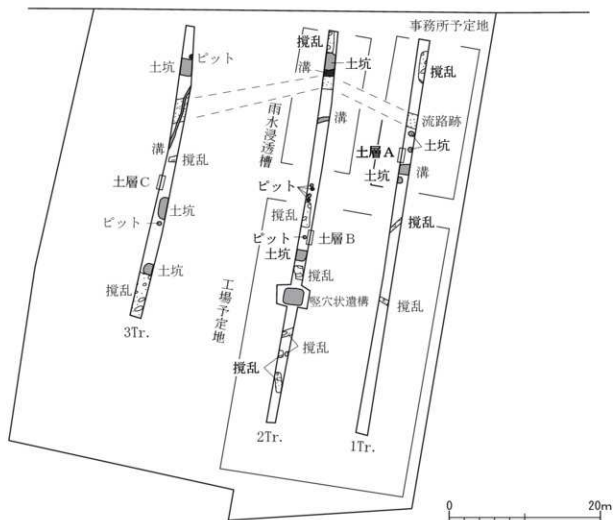 事務所予定地
ピット
土坑
溝
撹乱
土層C
ピット
土坑
土坑
撹乱
3Tr.
撹乱
土坑
雨水浸透槽
溝
ピット
撹乱
ピット
土層B
土坑
撹乱
竪穴状遺構
工場予定地
撹乱
撹乱
2Tr.
撹乱
流路跡
土坑
土層A
溝
土坑
撹乱
撹乱
1Tr.
0
20m